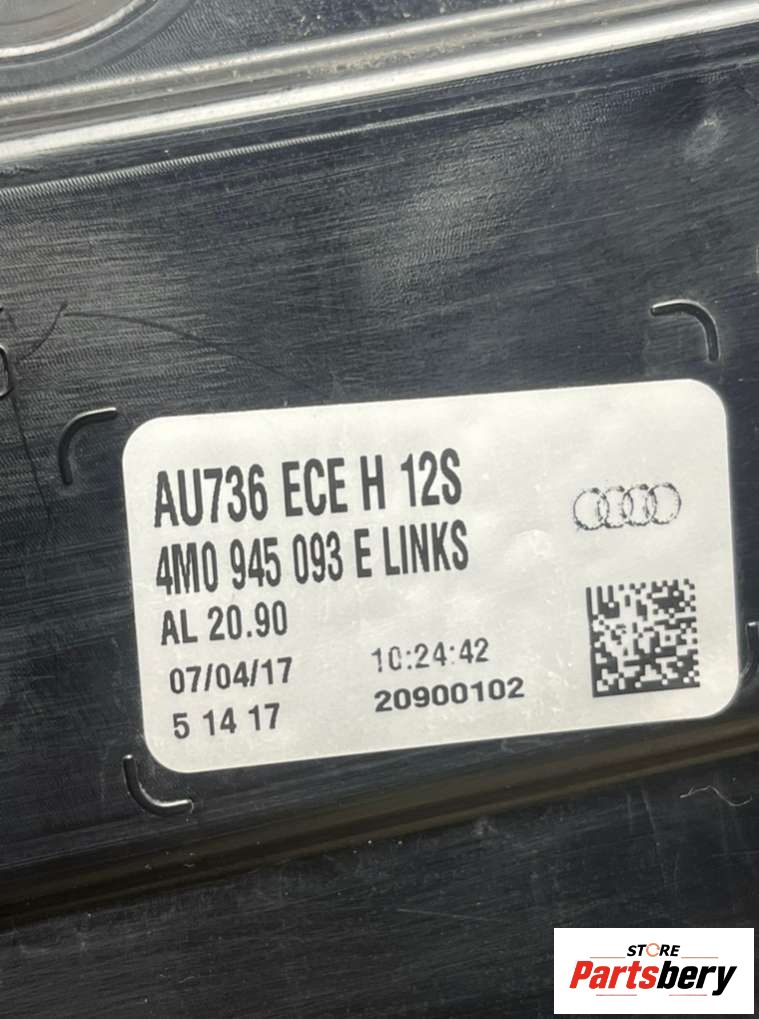 AU736 ECE H 12S
4M0 945 093 E LINKS
AL 20.90
07/04/17 10:24:42
5 14 17 20900102
STORE
Partsbery